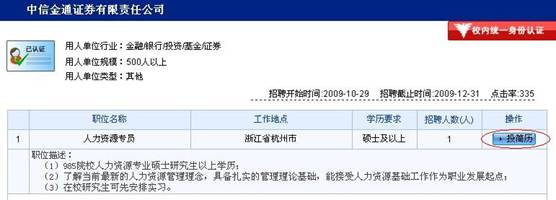 中信金通证券有限责任公司
校内统一身份认证
已认证
用人单位行业：金融/银行/投资/基金/证券
用人单位规模：500人以上
用人单位类型：其他
招聘开始时间:2009-10-29 招聘截止时间:2009-12-31 点击率:335
职位名称 工作地点 学历要求 招聘人数(人) 操作
1 人力资源专员 浙江省杭州市 硕士及以上 1 投简历
职位描述：
（1）985院校人力资源专业硕士研究生以上学历；
（2）了解当前最新的人力资源管理理念，具备扎实的管理理论基础，能接受人力资源基础工作作为职业发展起点；
（3）在校研究生可先安排实习。